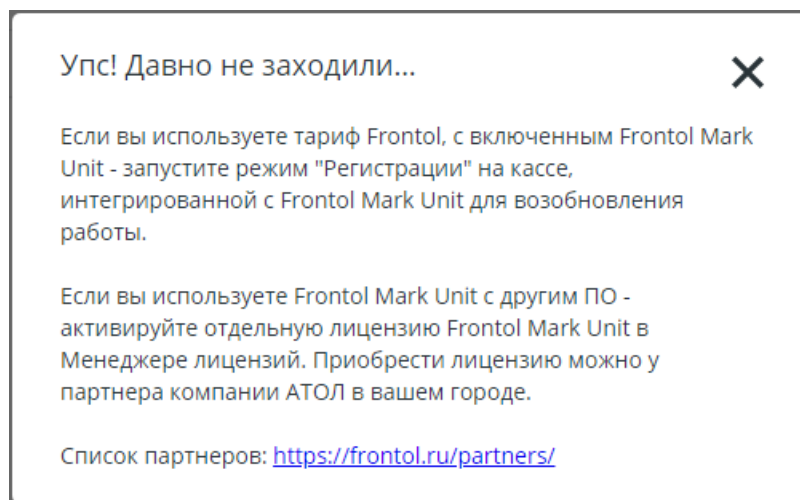 Упс! Давно не заходили...
Если вы используете тариф Frontol, с включенным Frontol Mark
Unit - запустите режим "Регистрации" на кассе,
интегрированной с Frontol Mark Unit для возобновления
работы.
Если вы используете Frontol Mark Unit с другим ПО -
активируйте отдельную лицензию Frontol Mark Unit в
Менеджере лицензий. Приобрести лицензию можно у
партнера компании АТОЛ в вашем городе.
Список партнеров: https://frontol.ru/partners/